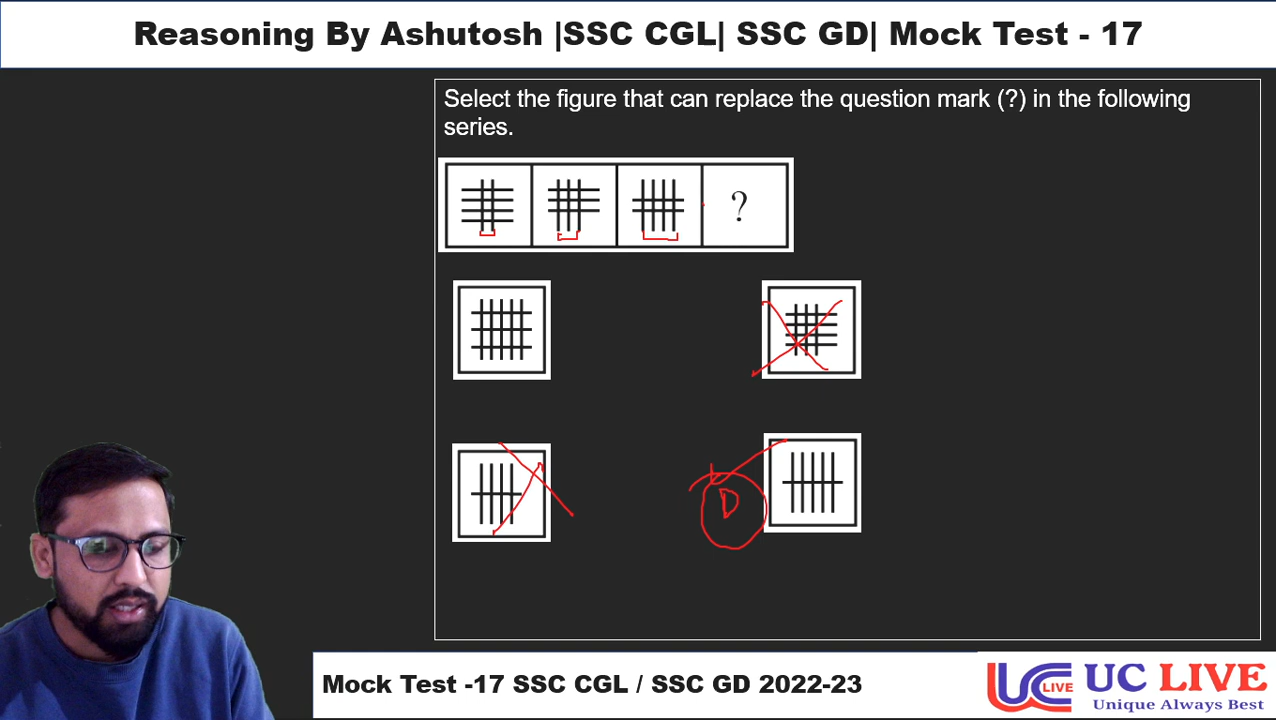 Reasoning By Ashutosh |SSC CGL| SSC GD| Mock Test - 17
Select the figure that can replace the question mark (?) in the following
series.
?
D
Mock Test -17 SSC CGL / SSC GD 2022-23
UC LIVE
UC LIVE
Unique Always Best